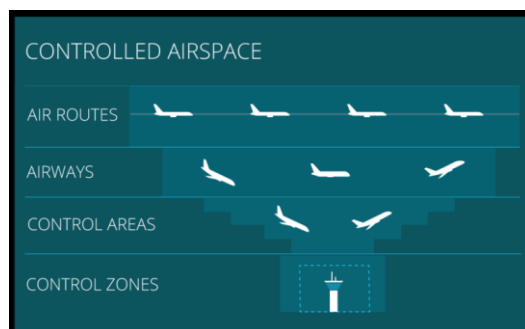 CONTROLLED AIRSPACE
AIR ROUTES
AIRWAYS
CONTROL AREAS
CONTROL ZONES